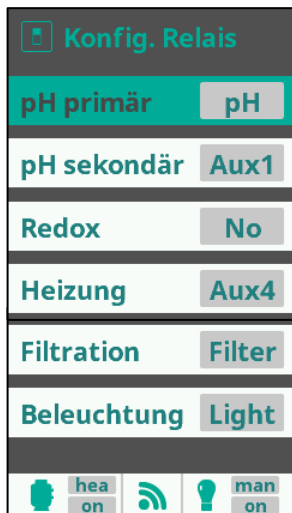 Konfig. Relais
pH primär pH
pH sekondär Aux1
Redox No
Heizung Aux4
Filtration Filter
Beleuchtung Light
hea man
on on